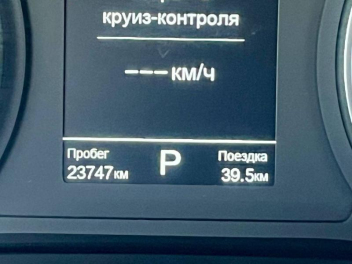 круиз-контроля
---км/ч
Пробег
23747км
P
Поездка
39.5км